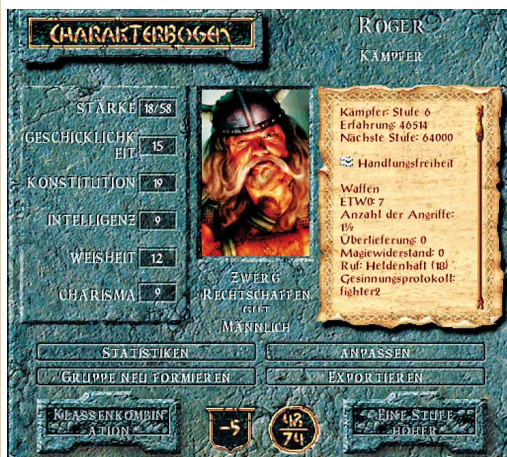 CHARAKTERBOGEN
ROGER
KÄMPFER
STÄRKE 18/58
GESCHICKLICHK
EIT 15
KONSTITUTION 19
INTELLIGENZ 9
WEISHEIT 12
CHARISMA 9
ZWERG
RECHTSCHAFFEN
GUT
MÄNNLICH
Kämpfer: Stufe 6
Erfahrung: 46514
Nächste Stufe: 64000
Handlungsfreiheit
Waffen
ETW0: 7
Anzahl der Angriffe:
1½
Überlieferung: 0
Magiewiderstand: 0
Ruf: Heldenhaft (18)
Gesinnungsprotokoll:
fighter2
STATISTIKEN
ANPASSEN
GRUPPE NEU FORMIEREN
EXPORTIEREN
KLASSENKOMBIN
ATION
-5
48
74
EINE STUFE
HÖHER